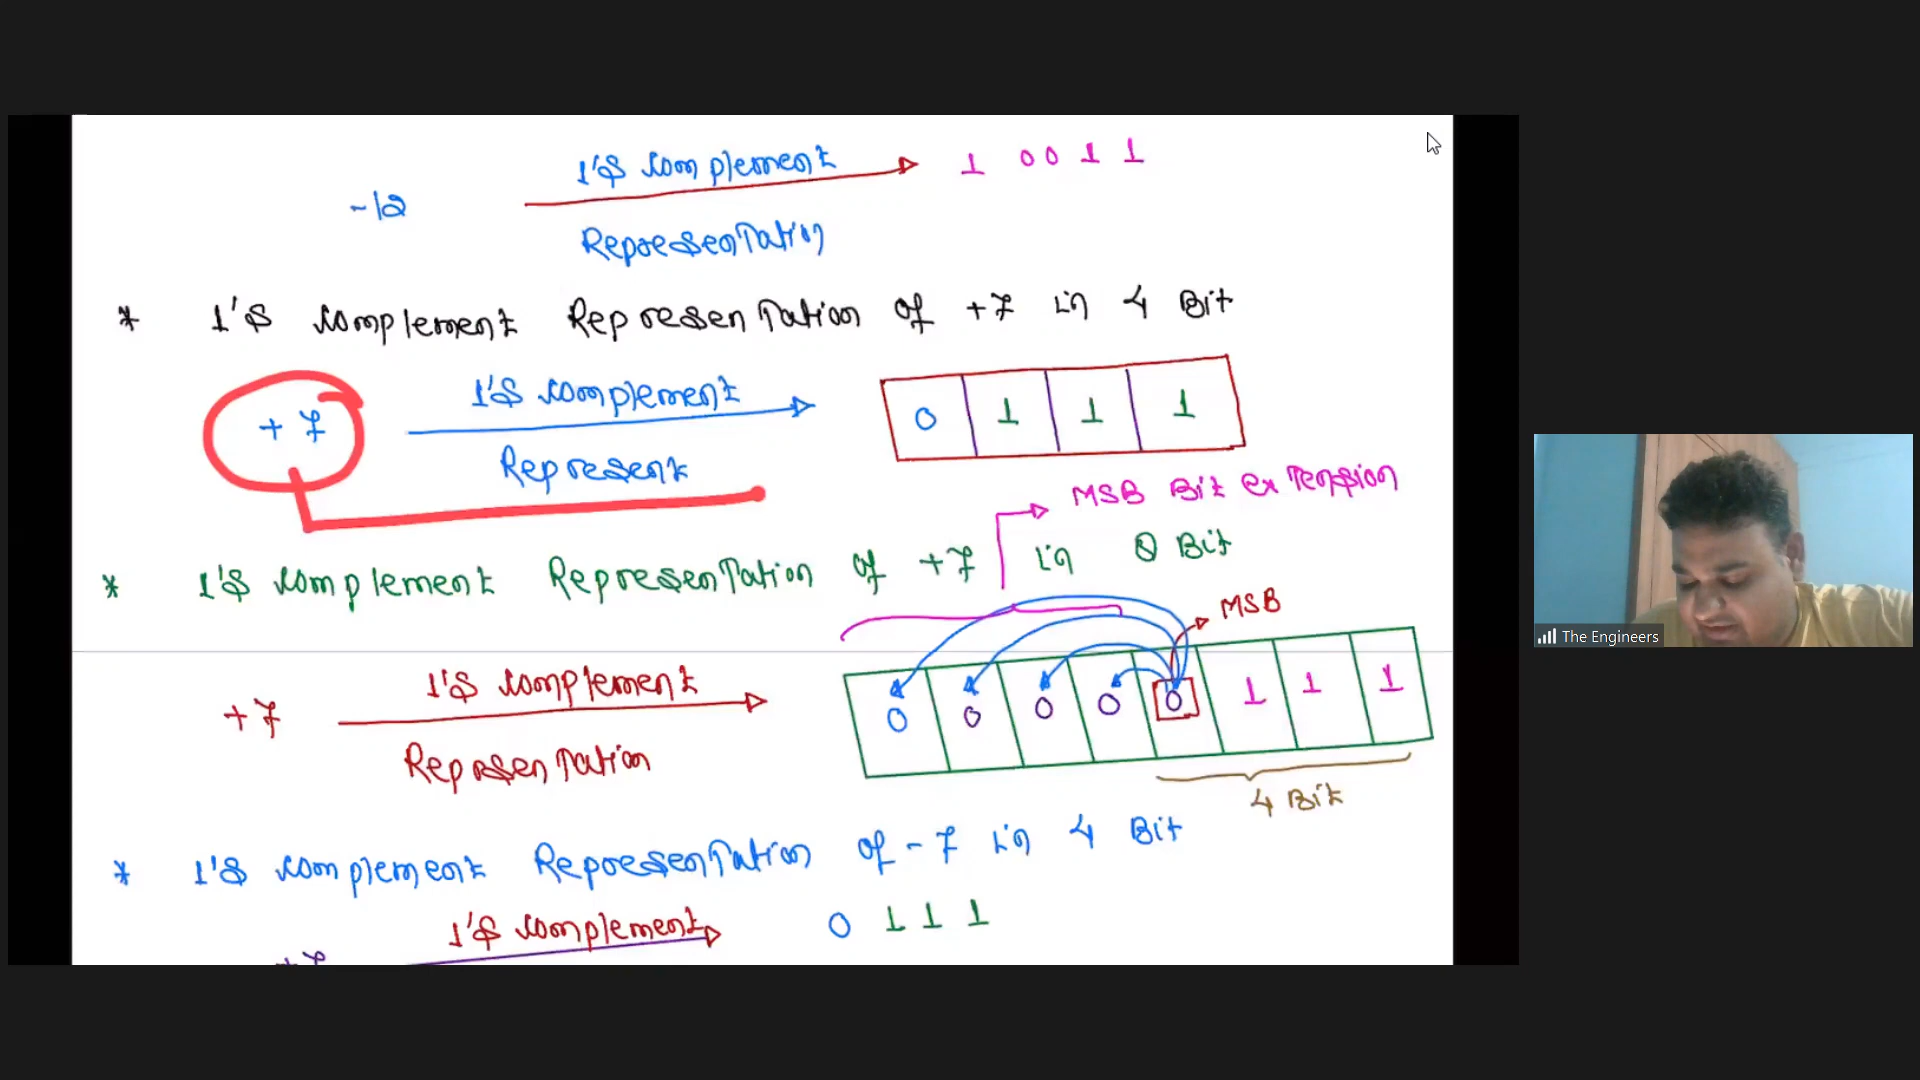 -12 1's complement 1 0 0 1 1
Representation
* 1's complement Representation of +7 in 4 Bit
+7 1's complement 0 1 1 1
Represent
MSB Bit extension
* 1's complement Representation of +7 in 8 Bit
MSB
+7 1's complement 0 0 0 0 0 1 1 1
Representation
4 Bit
* 1's complement Representation of -7 in 4 Bit
1's complement 0 1 1 1
The Engineers